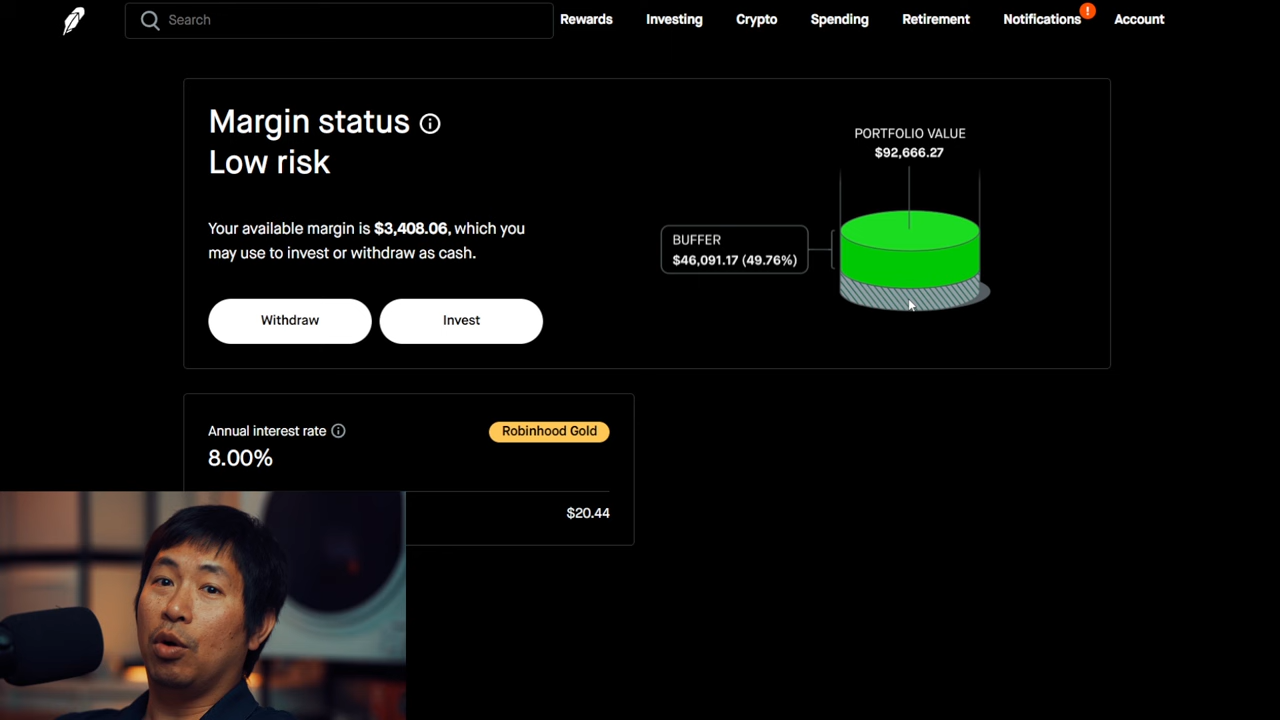 Search
Rewards
Investing
Crypto
Spending
Retirement
Notifications
!
Account
Margin status
Low risk
Your available margin is $3,408.06, which you
may use to invest or withdraw as cash.
Withdraw
Invest
PORTFOLIO VALUE
$92,666.27
BUFFER
$46,091.17 (49.76%)
Annual interest rate
Robinhood Gold
8.00%
$20.44